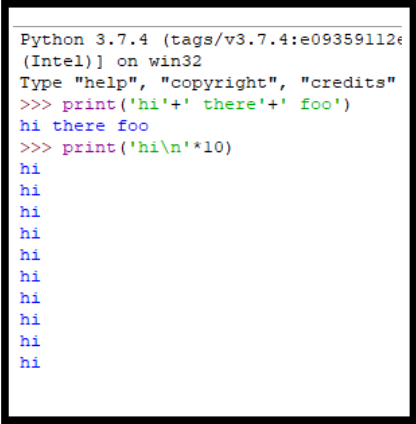 Python 3.7.4 (tags/v3.7.4:e09359112e
(Intel)] on win32
Type "help", "copyright", "credits"
>>> print('hi'+' there'+' foo')
hi there foo
>>> print('hi\n'*10)
hi
hi
hi
hi
hi
hi
hi
hi
hi
hi